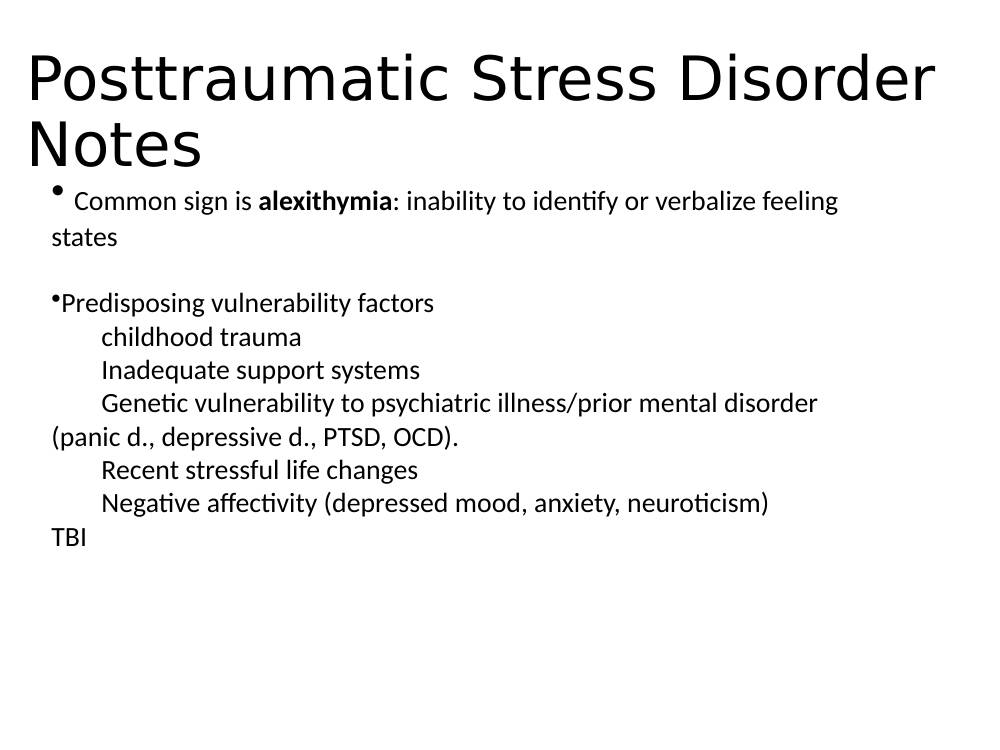 Posttraumatic Stress Disorder
Notes
• Common sign is alexithymia: inability to identify or verbalize feeling
states
•Predisposing vulnerability factors
childhood trauma
Inadequate support systems
Genetic vulnerability to psychiatric illness/prior mental disorder
(panic d., depressive d., PTSD, OCD).
Recent stressful life changes
Negative affectivity (depressed mood, anxiety, neuroticism)
TBI